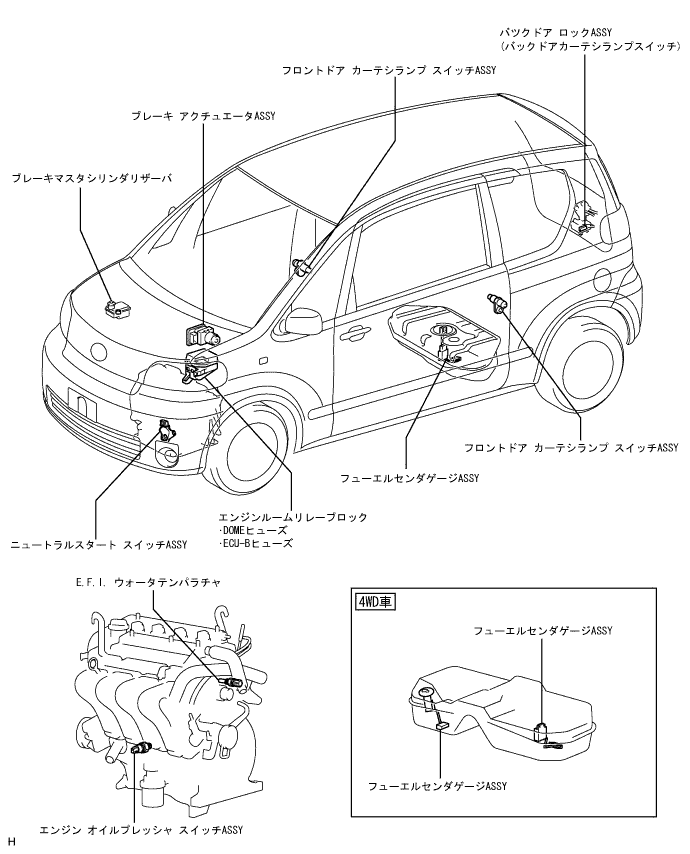 バツクドア ロックASSY
(バックドアカーテシランプスイッチ)
フロントドア カーテシランプ スイッチASSY
ブレーキ アクチュエータASSY
ブレーキマスタシリンダリザーバ
フロントドア カーテシランプ スイッチASSY
フューエルセンダゲージASSY
エンジンルームリレーブロック
・DOMEヒューズ
・ECU-Bヒューズ
ニュートラルスタート スイッチASSY
E.F.I. ウォータテンパラチャ
4WD車
フューエルセンダゲージASSY
フューエルセンダゲージASSY
エンジン オイルプレッシャ スイッチASSY
H